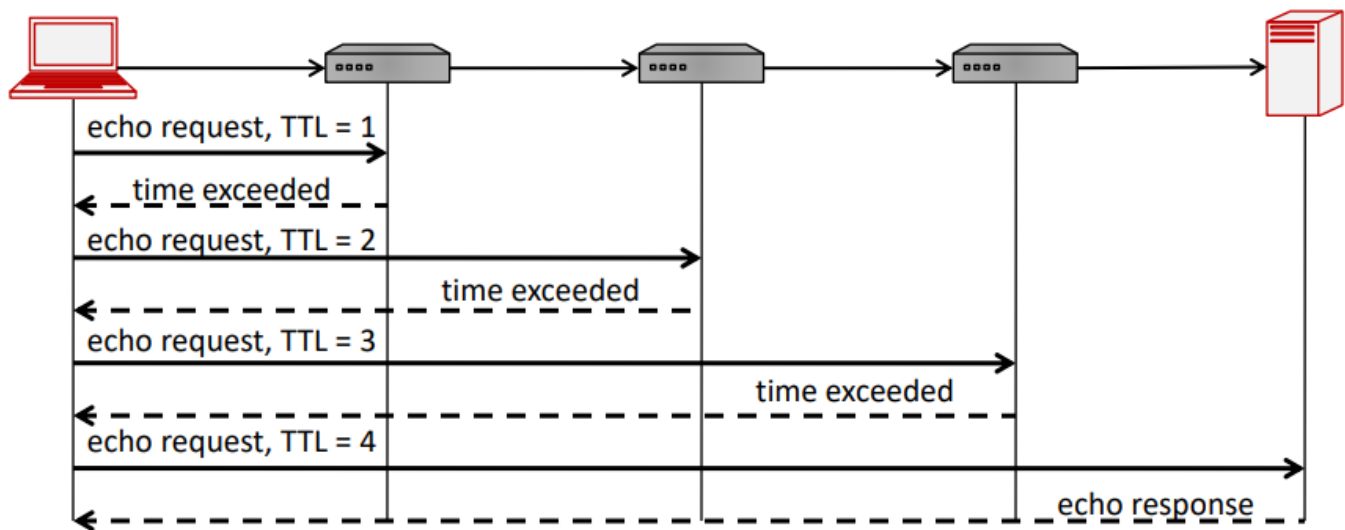 echo request, TTL = 1
time exceeded
echo request, TTL = 2
time exceeded
echo request, TTL = 3
time exceeded
echo request, TTL = 4
echo response